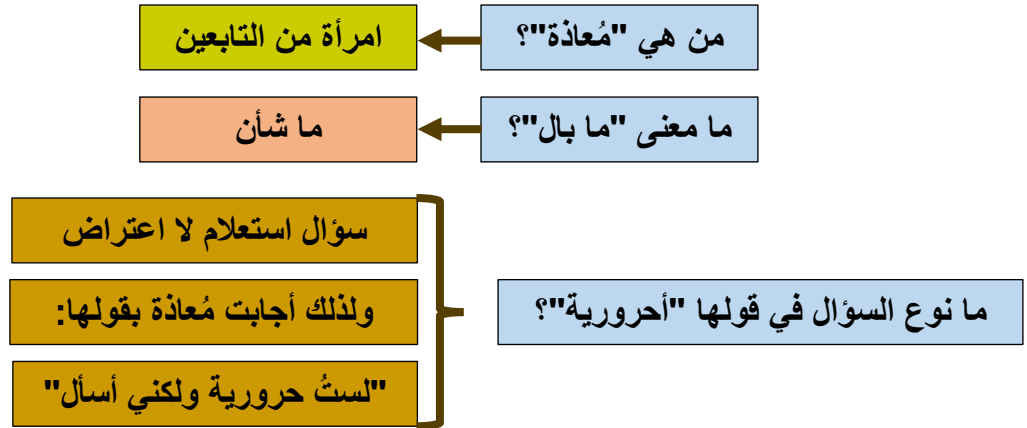 من هي "مُعاذة"؟
امرأة من التابعين
ما معنى "ما بال"؟
ما شأن
ما نوع السؤال في قولها "أحرورية"؟
سؤال استعلام لا اعتراض
ولذلك أجابت مُعاذة بقولها:
"لستُ حرورية ولكني أسأل"